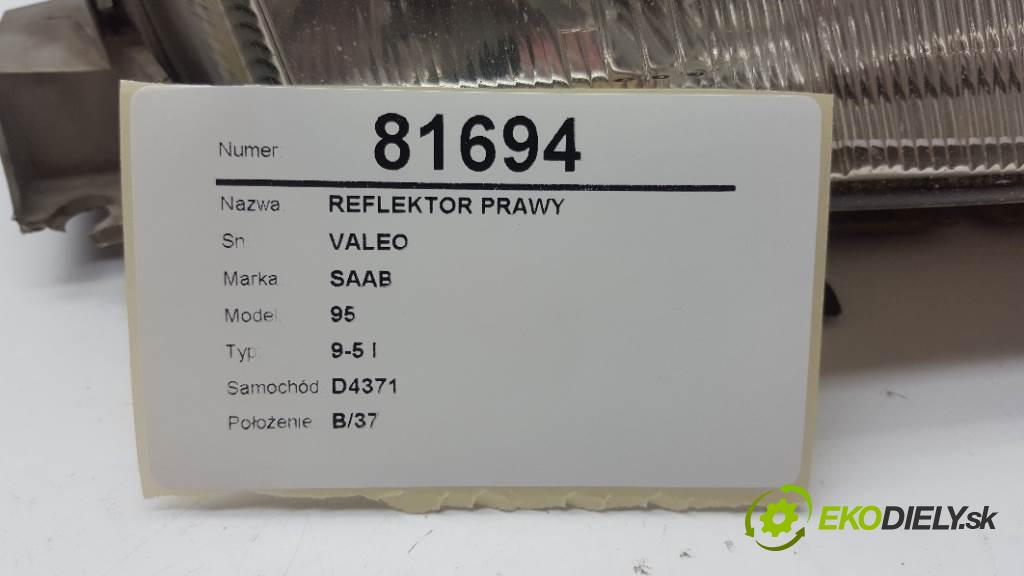 Numer: 81694
Nazwa: REFLEKTOR PRAWY
Sn: VALEO
Marka: SAAB
Model: 95
Typ: 9-5 I
Samochód D4371
Położenie B/37
EKODIELY.sk